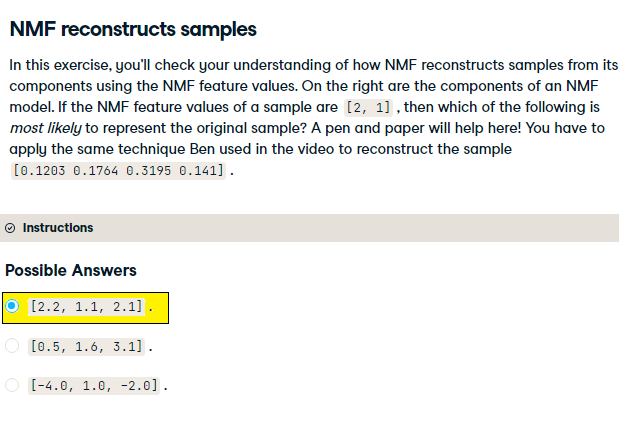 NMF reconstructs samples
In this exercise, you'll check your understanding of how NMF reconstructs samples from its
components using the NMF feature values. On the right are the components of an NMF
model. If the NMF feature values of a sample are [2, 1] , then which of the following is
most likely to represent the original sample? A pen and paper will help here! You have to
apply the same technique Ben used in the video to reconstruct the sample
[0.1203 0.1764 0.3195 0.141] .
Instructions
Possible Answers
[2.2, 1.1, 2.1] .
[0.5, 1.6, 3.1] .
[-4.0, 1.0, -2.0] .